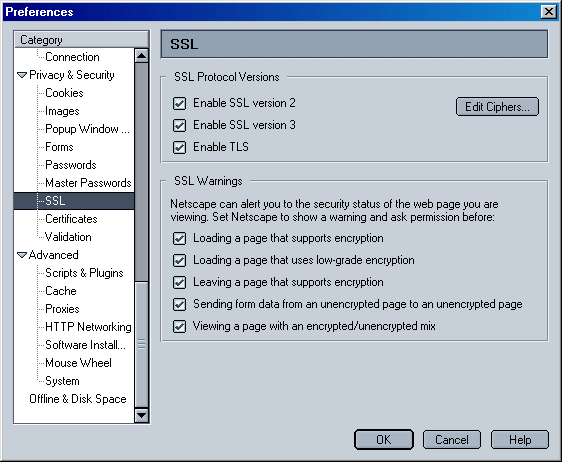 Preferences
Category
Connection
Privacy & Security
Cookies
Images
Popup Window ...
Forms
Passwords
Master Passwords
SSL
Certificates
Validation
Advanced
Scripts & Plugins
Cache
Proxies
HTTP Networking
Software Install...
Mouse Wheel
System
Offline & Disk Space
SSL
SSL Protocol Versions
Enable SSL version 2
Edit Ciphers...
Enable SSL version 3
Enable TLS
SSL Warnings
Netscape can alert you to the security status of the web page you are
viewing. Set Netscape to show a warning and ask permission before:
Loading a page that supports encryption
Loading a page that uses low-grade encryption
Leaving a page that supports encryption
Sending form data from an unencrypted page to an unencrypted page
Viewing a page with an encrypted/unencrypted mix
OK
Cancel
Help